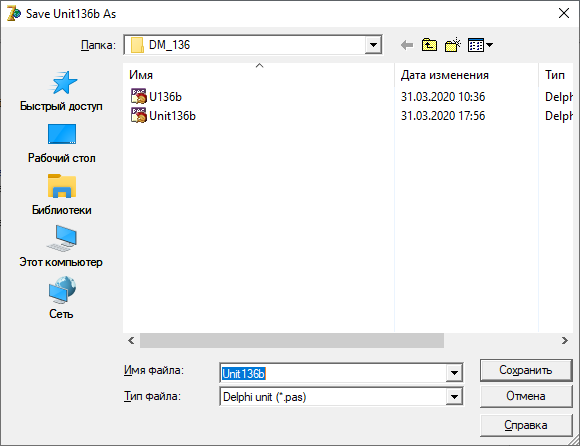 Save Unit136b As
Папка: DM_136
Имя Дата изменения Тип
U136b 31.03.2020 10:36 Delph
Unit136b 31.03.2020 17:56 Delph
Быстрый доступ
Рабочий стол
Библиотеки
Этот компьютер
Сеть
Имя файла: Unit136b Сохранить
Тип файла: Delphi unit (*.pas) Отмена
Справка